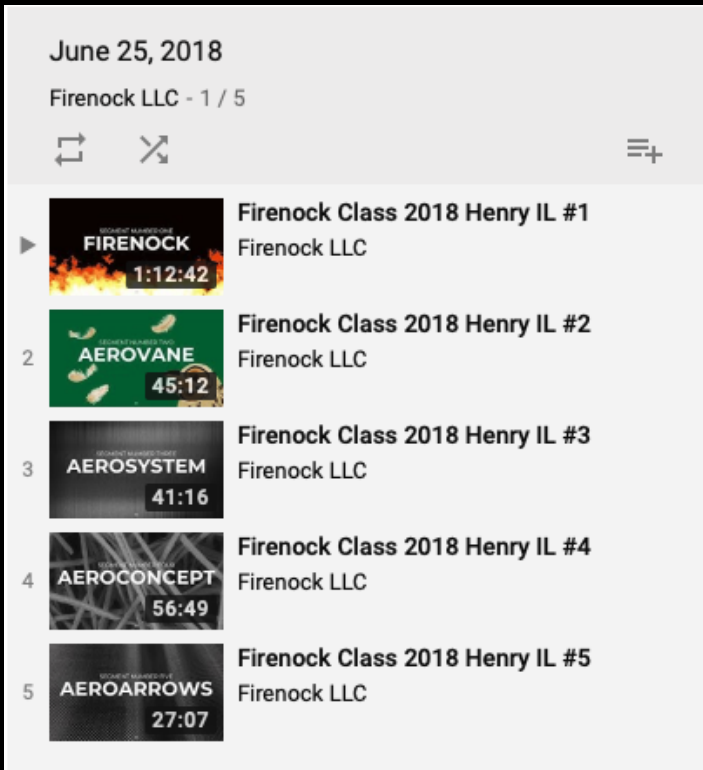 June 25, 2018
Firenock LLC - 1 / 5
SEGMENT NUMBER ONE
FIRENOCK
1:12:42
Firenock Class 2018 Henry IL #1
Firenock LLC
2
SEGMENT NUMBER TWO
AEROVANE
45:12
Firenock Class 2018 Henry IL #2
Firenock LLC
3
SEGMENT NUMBER THREE
AEROSYSTEM
41:16
Firenock Class 2018 Henry IL #3
Firenock LLC
4
SEGMENT NUMBER FOUR
AEROCONCEPT
56:49
Firenock Class 2018 Henry IL #4
Firenock LLC
5
SEGMENT NUMBER FIVE
AEROARROWS
27:07
Firenock Class 2018 Henry IL #5
Firenock LLC